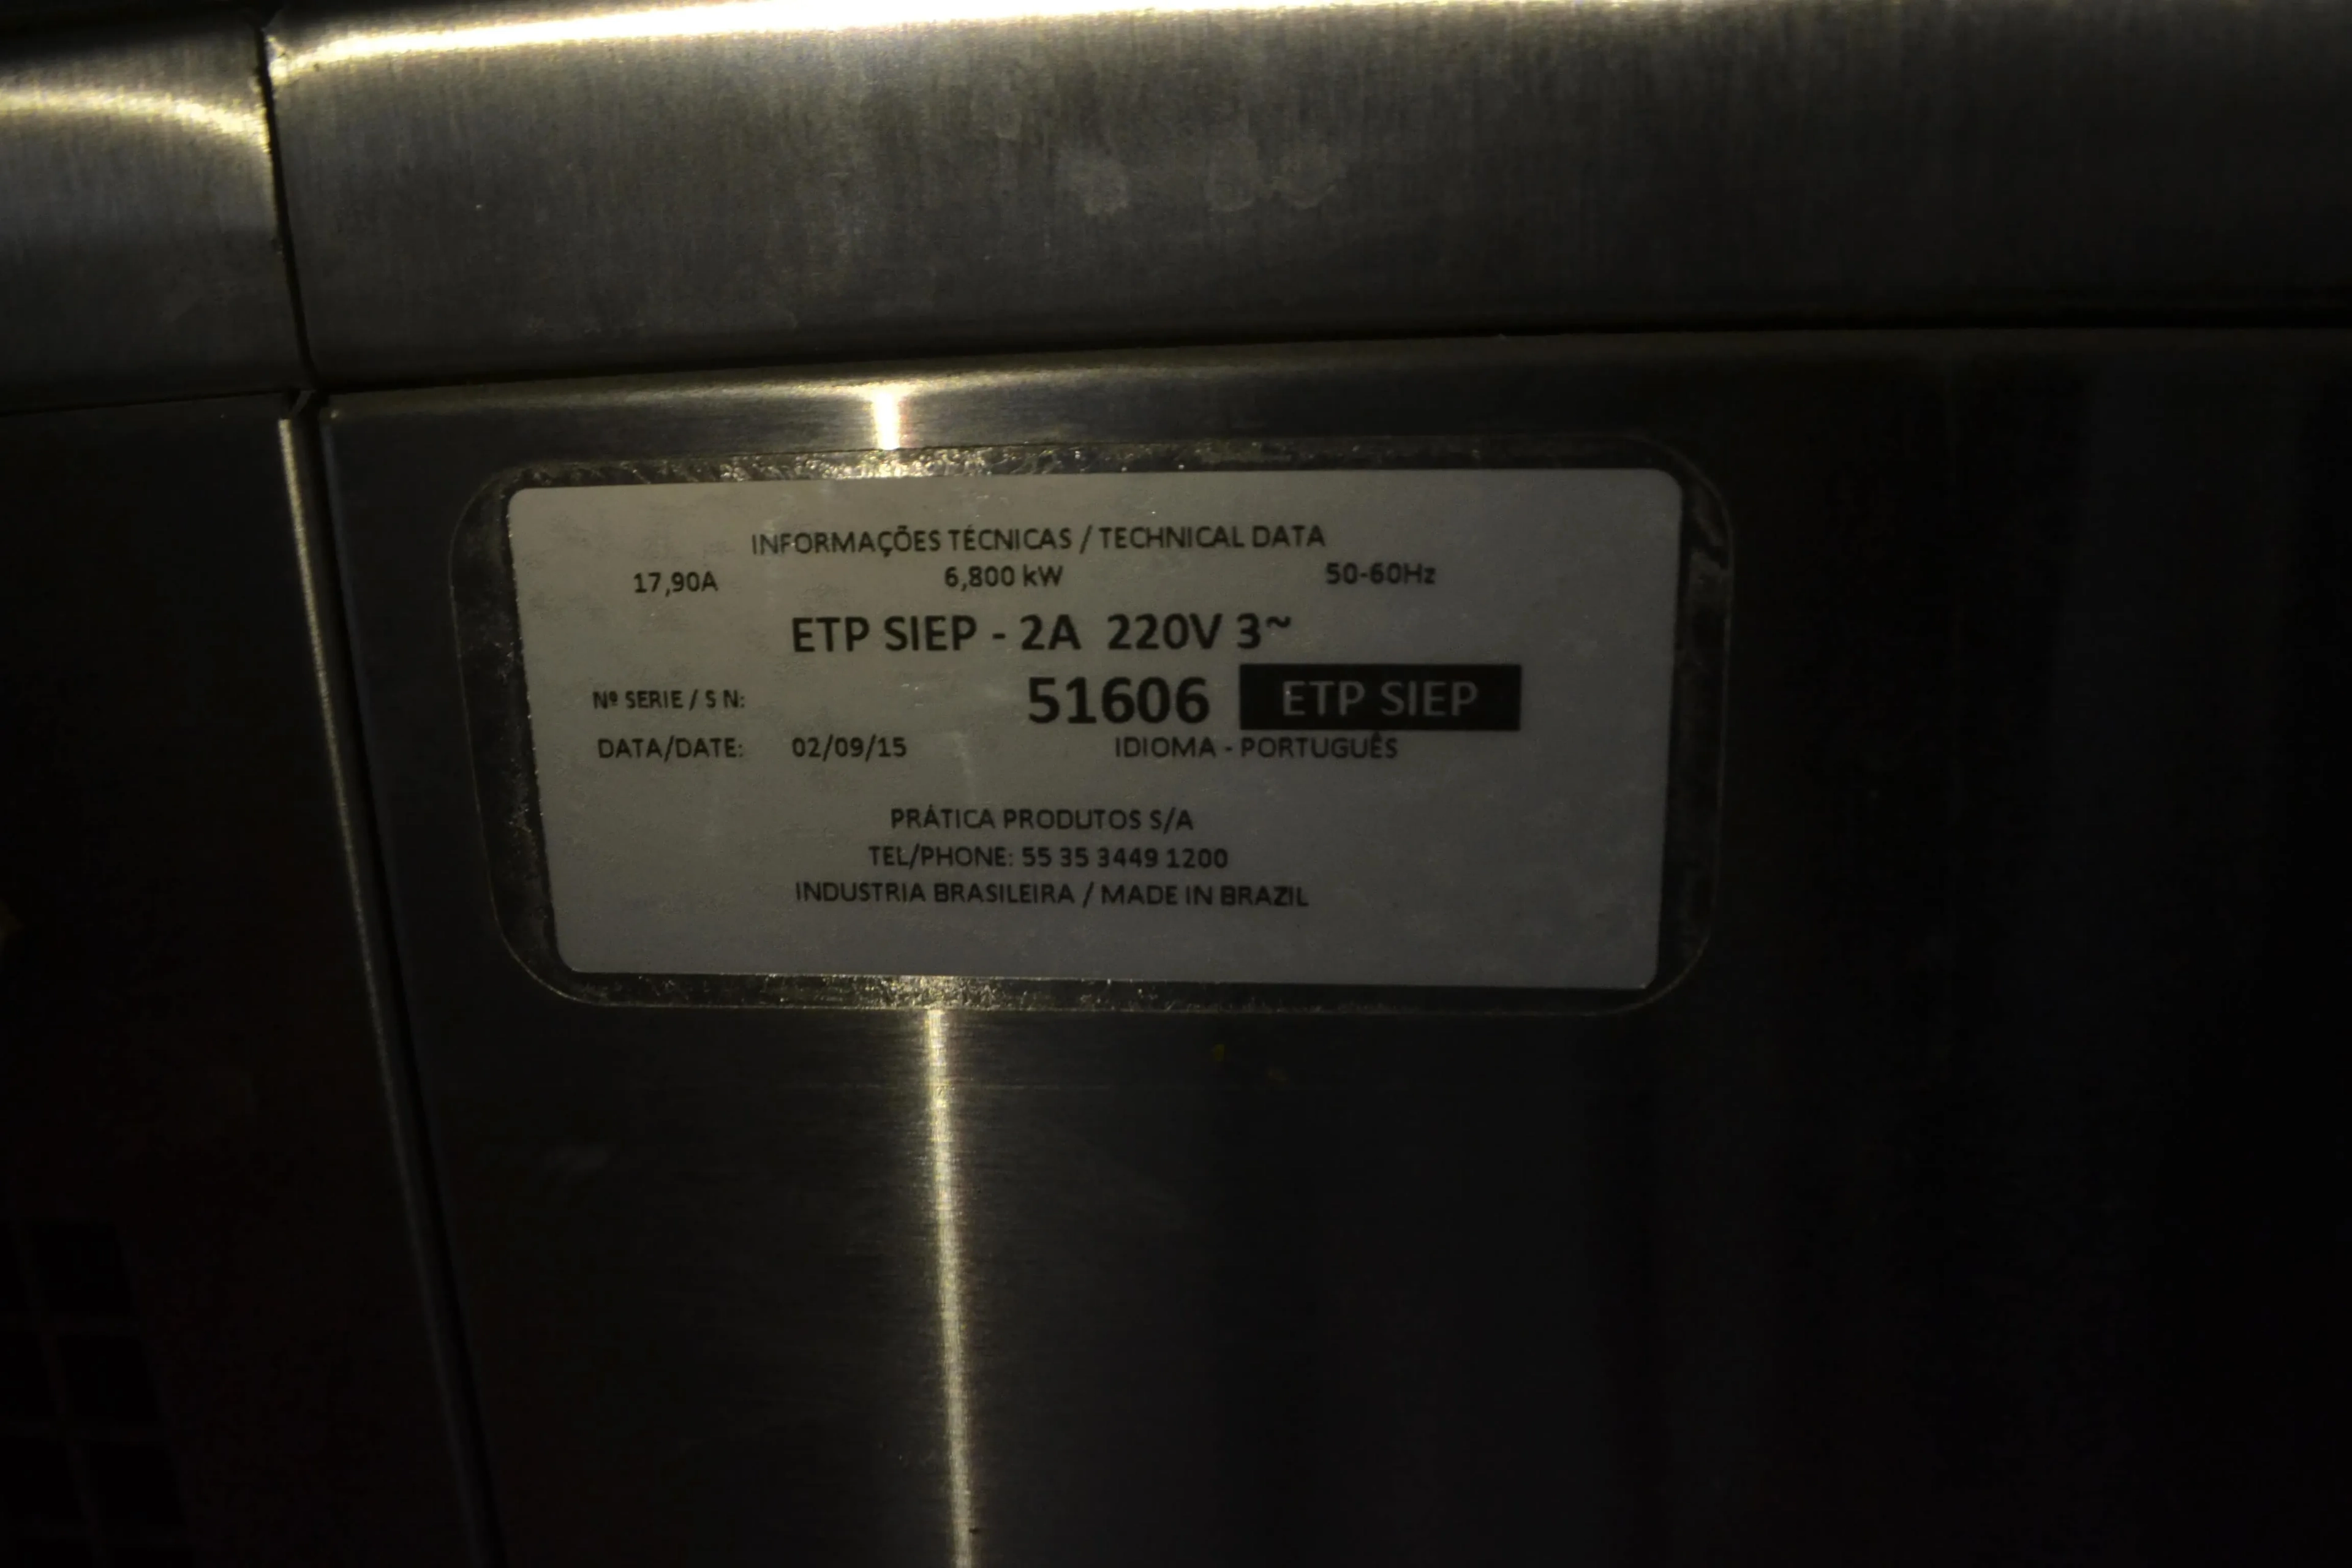 INFORMAÇÕES TÉCNICAS / TECHNICAL DATA
17,90A 6,800 kW 50-60Hz
ETP SIEP - 2A 220V 3~
Nº SERIE / S N: 51606 ETP SIEP
DATA/DATE: 02/09/15 IDIOMA - PORTUGUÊS
PRÁTICA PRODUTOS S/A
TEL/PHONE: 55 35 3449 1200
INDUSTRIA BRASILEIRA / MADE IN BRAZIL